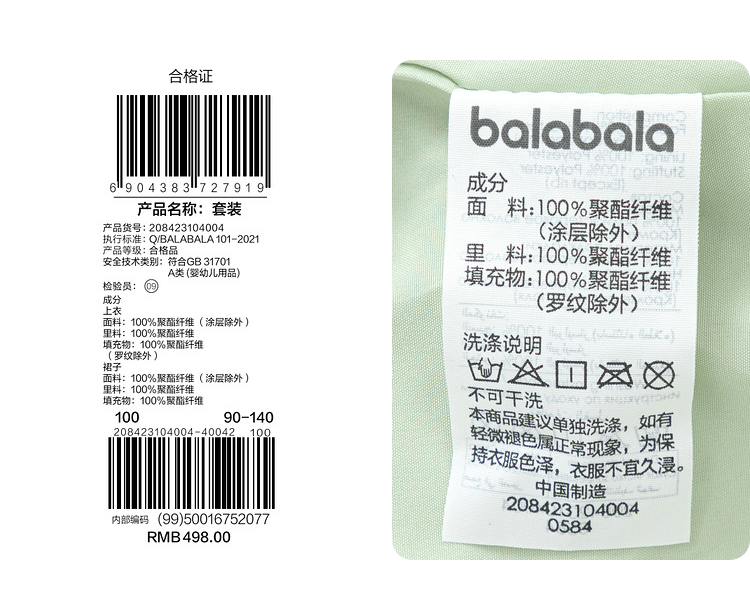 合格证
6 904383 727919
产品名称：套装
产品货号：208423104004
执行标准：Q/BALABALA 101-2021
产品等级：合格品
安全技术类别：符合GB 31701
A类 (婴幼儿用品)
检验员： 09
成分
上衣
面料：100%聚酯纤维（涂层除外）
里料：100%聚酯纤维
填充物：100%聚酯纤维
（罗纹除外）
裙子
面料：100%聚酯纤维（涂层除外）
里料：100%聚酯纤维
填充物：100%聚酯纤维
100 90-140
208423104004-40042 100
内部编码 (99)50016752077
RMB 498.00
balabala
成分
面 料:100%聚酯纤维
（涂层除外）
里 料:100%聚酯纤维
填充物:100%聚酯纤维
（罗纹除外）
洗涤说明
不可干洗
本商品建议单独洗涤，如有
轻微褪色属正常现象，为保
持衣服色泽，衣服不宜久浸。
中国制造
208423104004
0584